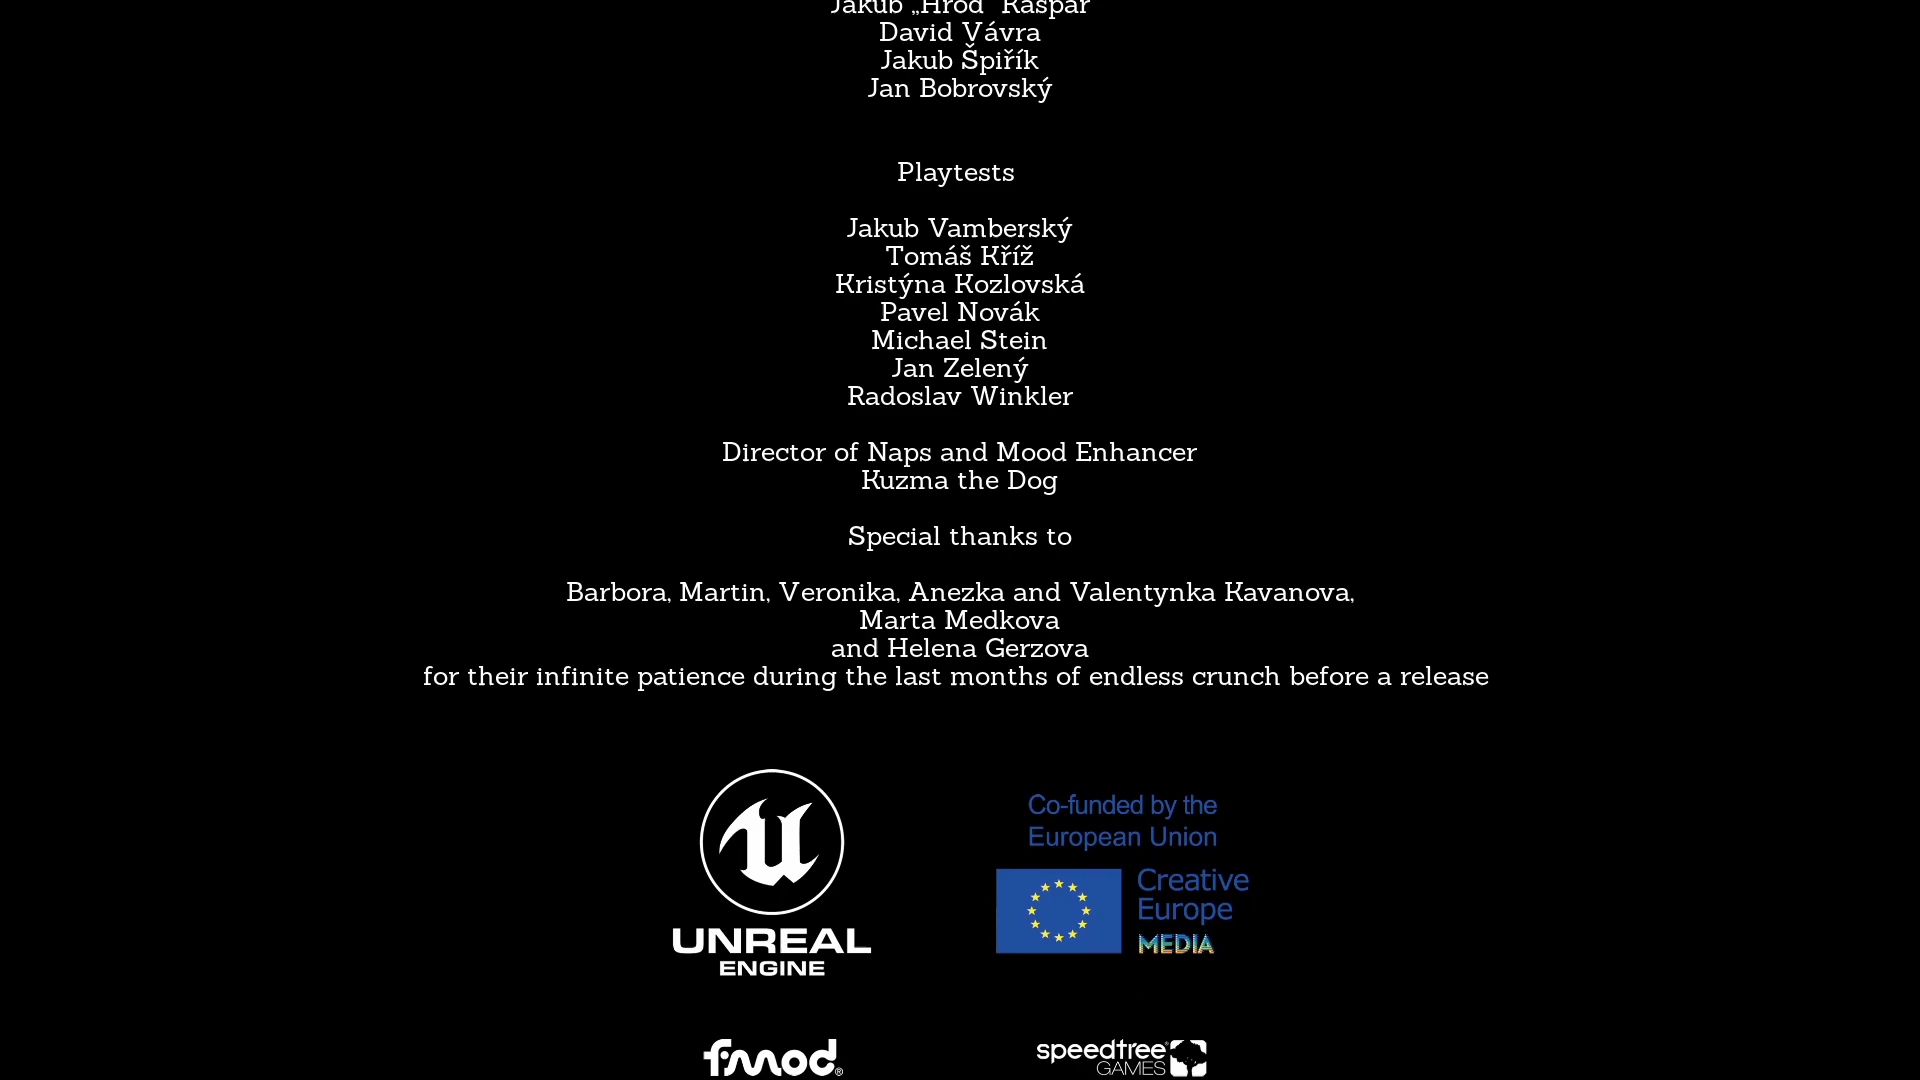 Jakub „Hrod“ Kašpar
David Vávra
Jakub Špiřík
Jan Bobrovský
Playtests
Jakub Vamberský
Tomáš Kříž
Kristýna Kozlovská
Pavel Novák
Michael Stein
Jan Zelený
Radoslav Winkler
Director of Naps and Mood Enhancer
Kuzma the Dog
Special thanks to
Barbora, Martin, Veronika, Anezka and Valentynka Kavanova,
Marta Medkova
and Helena Gerzova
for their infinite patience during the last months of endless crunch before a release
UNREAL
ENGINE
Co-funded by the
European Union
Creative
Europe
MEDIA
fmod®
speedtree®
GAMES